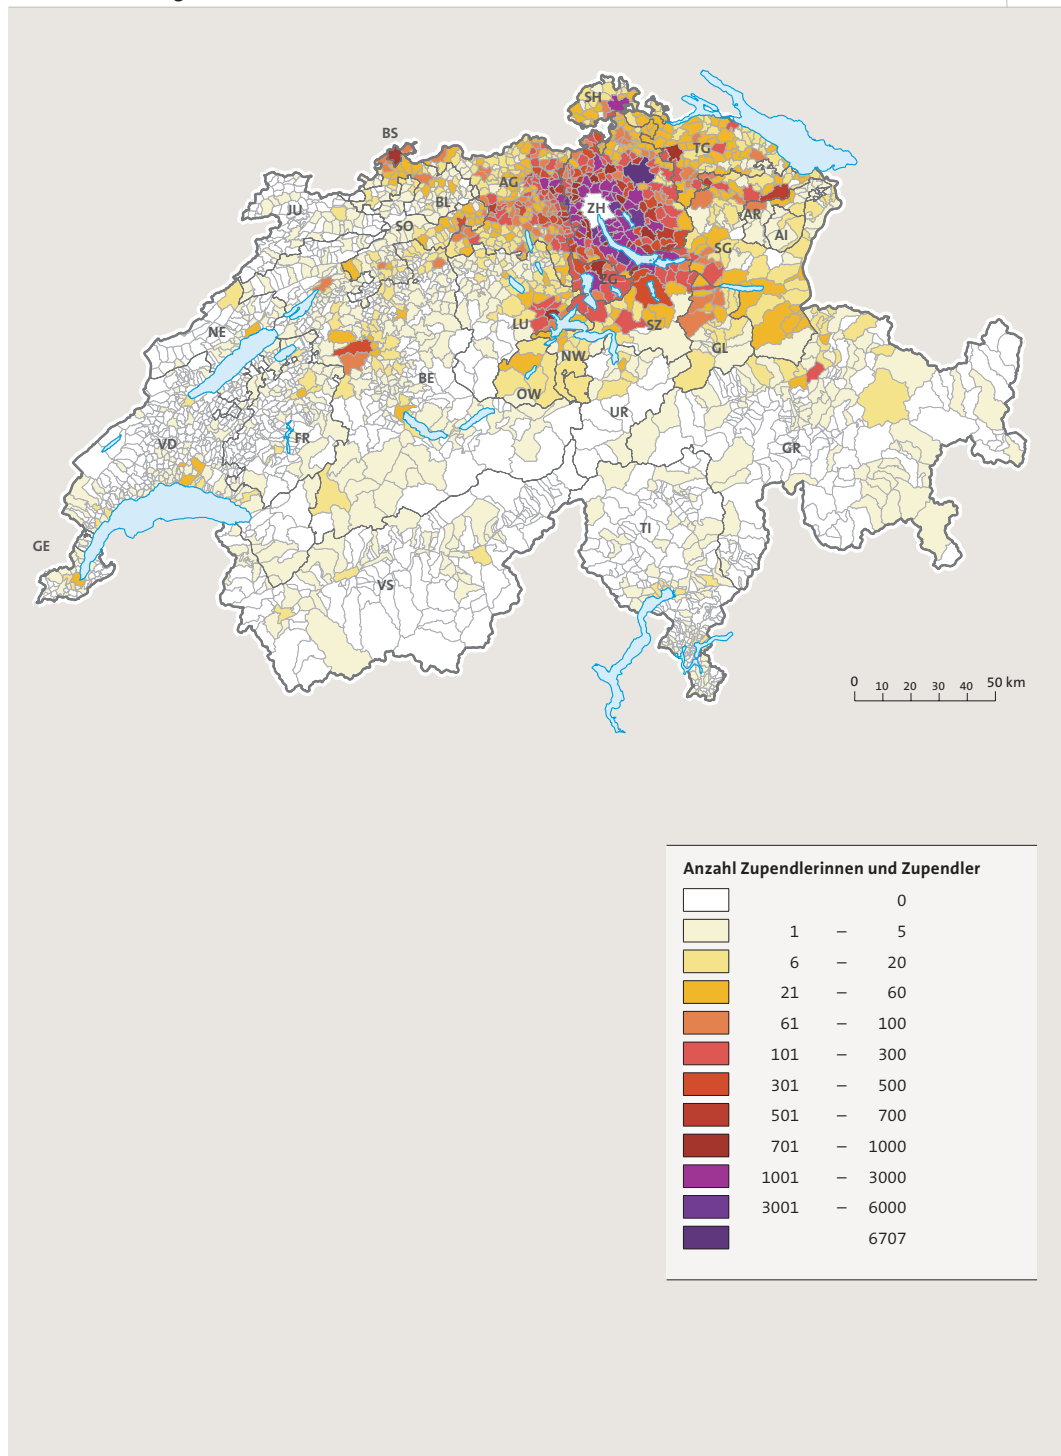 SH
BS
TG
AG
BL
JU
ZH
AR
SO
AI
SG
ZG
NE
LU
SZ
GL
NW
BE
OW
UR
FR
VD
GR
TI
GE
VS
0 10 20 30 40 50 km
Anzahl Zupendlerinnen und Zupendler
0
1 – 5
6 – 20
21 – 60
61 – 100
101 – 300
301 – 500
501 – 700
701 – 1000
1001 – 3000
3001 – 6000
6707